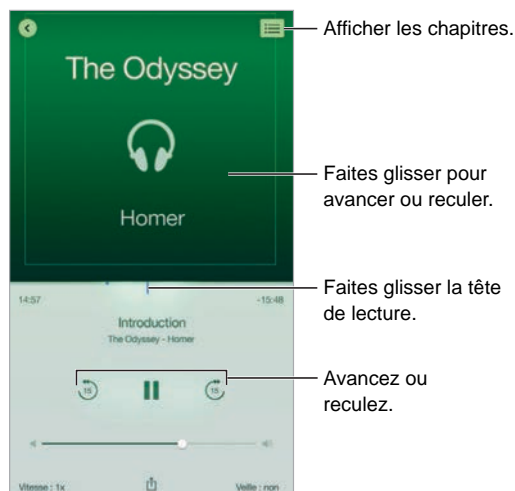 Afficher les chapitres.
The Odyssey
Homer
Faites glisser pour
avancer ou reculer.
Faites glisser la tête
de lecture.
14:57
-15:48
Introduction
The Odyssey - Homer
Avancez ou
reculez.
15
15
Vitesse : 1x
Veille : non